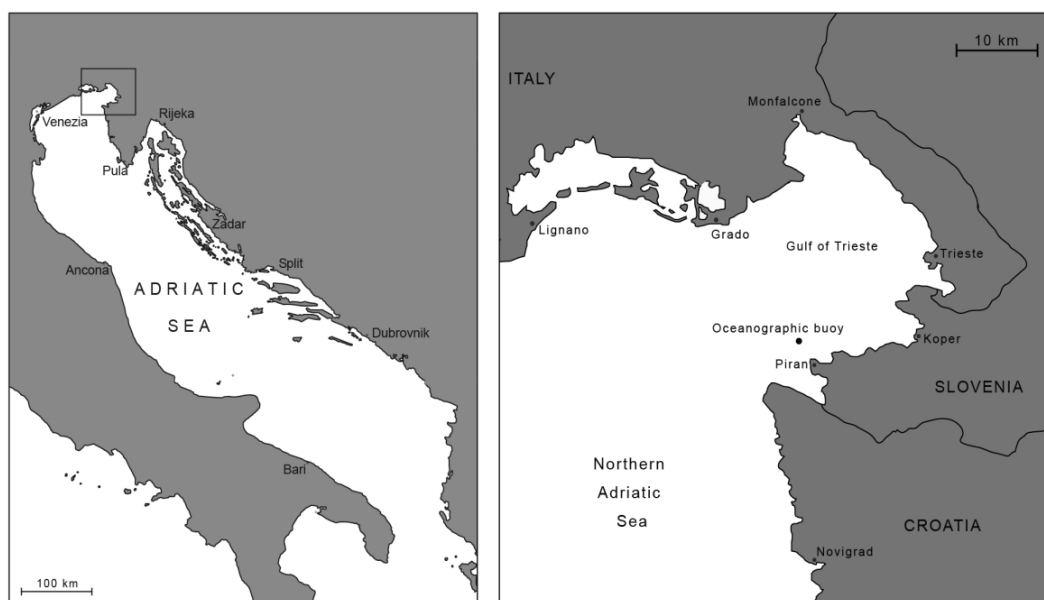 Venezia
Rijeka
Pula
Zadar
Ancona
Split
ADRIATIC
SEA
Dubrovnik
Bari
100 km
10 km
ITALY
Monfalcone
Lignano
Grado
Gulf of Trieste
Trieste
Oceanographic buoy
Koper
Piran
SLOVENIA
Northern
Adriatic
Sea
CROATIA
Novigrad